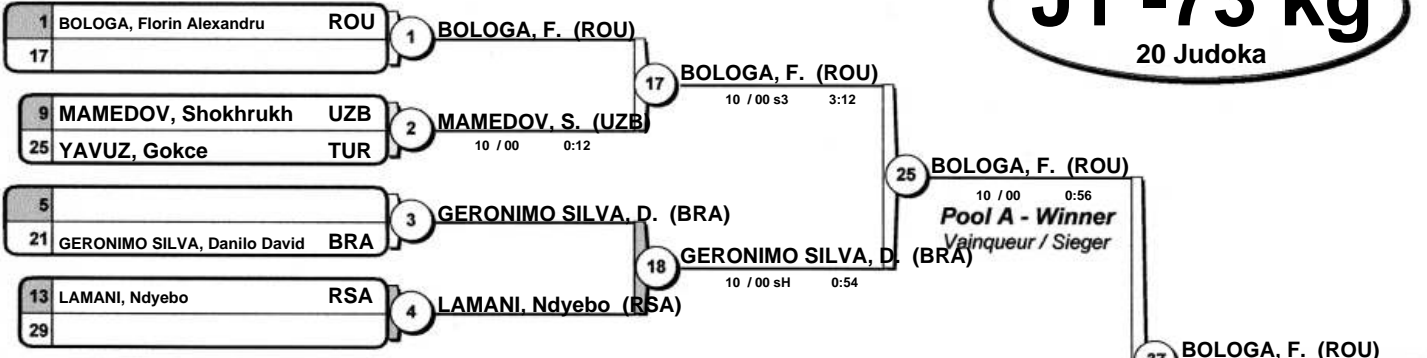 J1 -73 kg
20 Judoka
1 BOLOGA, Florin Alexandru ROU
17
1 BOLOGA, F. (ROU)
9 MAMEDOV, Shokhrukh UZB
25 YAVUZ, Gokce TUR
2 MAMEDOV, S. (UZB)
10 / 00 0:12
17 BOLOGA, F. (ROU)
10 / 00 s3 3:12
5
21 GERONIMO SILVA, Danilo David BRA
3 GERONIMO SILVA, D. (BRA)
13 LAMANI, Ndyebo RSA
29
4 LAMANI, Ndyebo (RSA)
18 GERONIMO SILVA, D. (BRA)
10 / 00 sH 0:54
25 BOLOGA, F. (ROU)
10 / 00 0:56
Pool A - Winner
Vainqueur / Sieger
37 BOLOGA, F. (ROU)